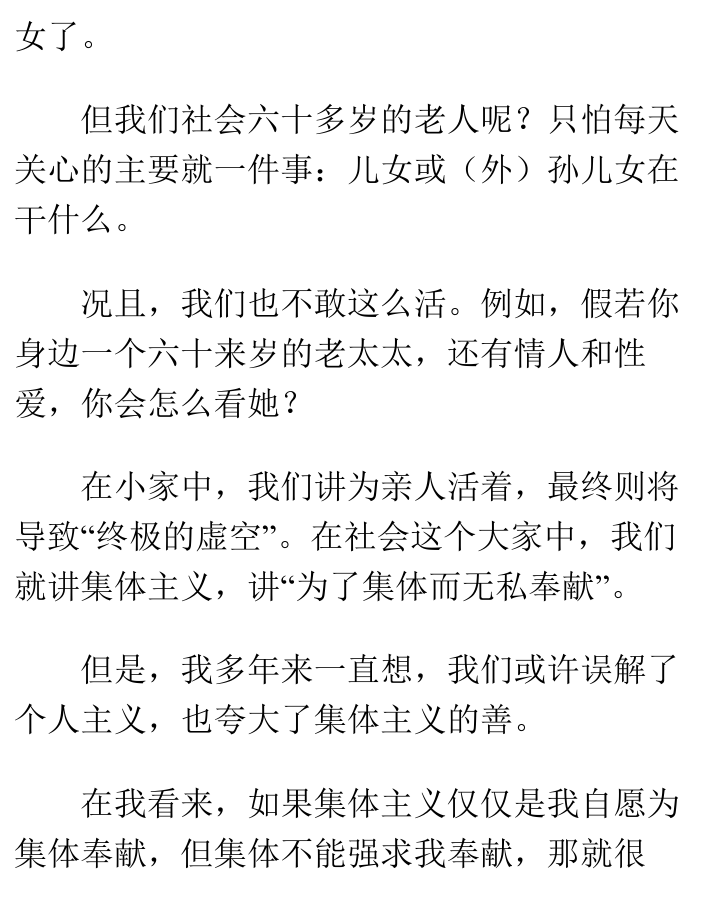 女了。
但我们社会六十多岁的老人呢？只怕每天
关心的主要就一件事：儿女或（外）孙儿女在
干什么。
况且，我们也不敢这么活。例如，假若你
身边一个六十来岁的老太太，还有情人和性
爱，你会怎么看她？
在小家中，我们讲为亲人活着，最终则将
导致“终极的虚空”。在社会这个大家中，我们
就讲集体主义，讲“为了集体而无私奉献”。
但是，我多年来一直想，我们或许误解了
个人主义，也夸大了集体主义的善。
在我看来，如果集体主义仅仅是我自愿为
集体奉献，但集体不能强求我奉献，那就很